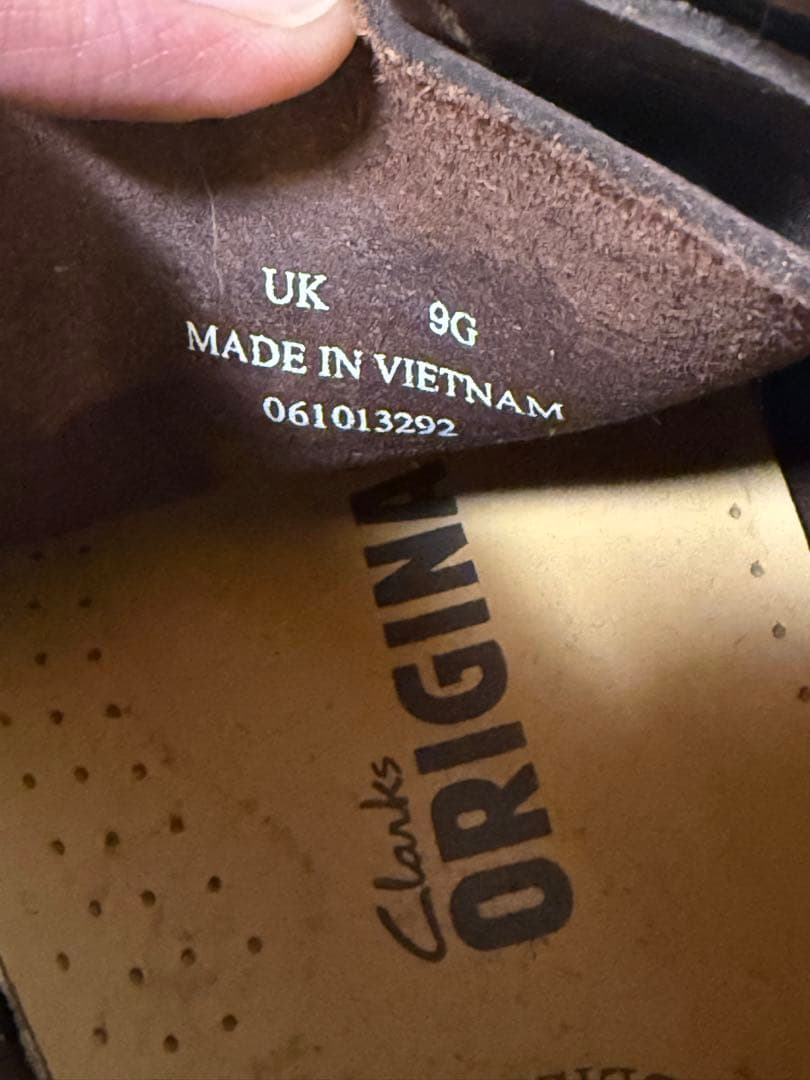 UK 9G
MADE IN VIETNAM
061013292
Clarks
ORIGINA